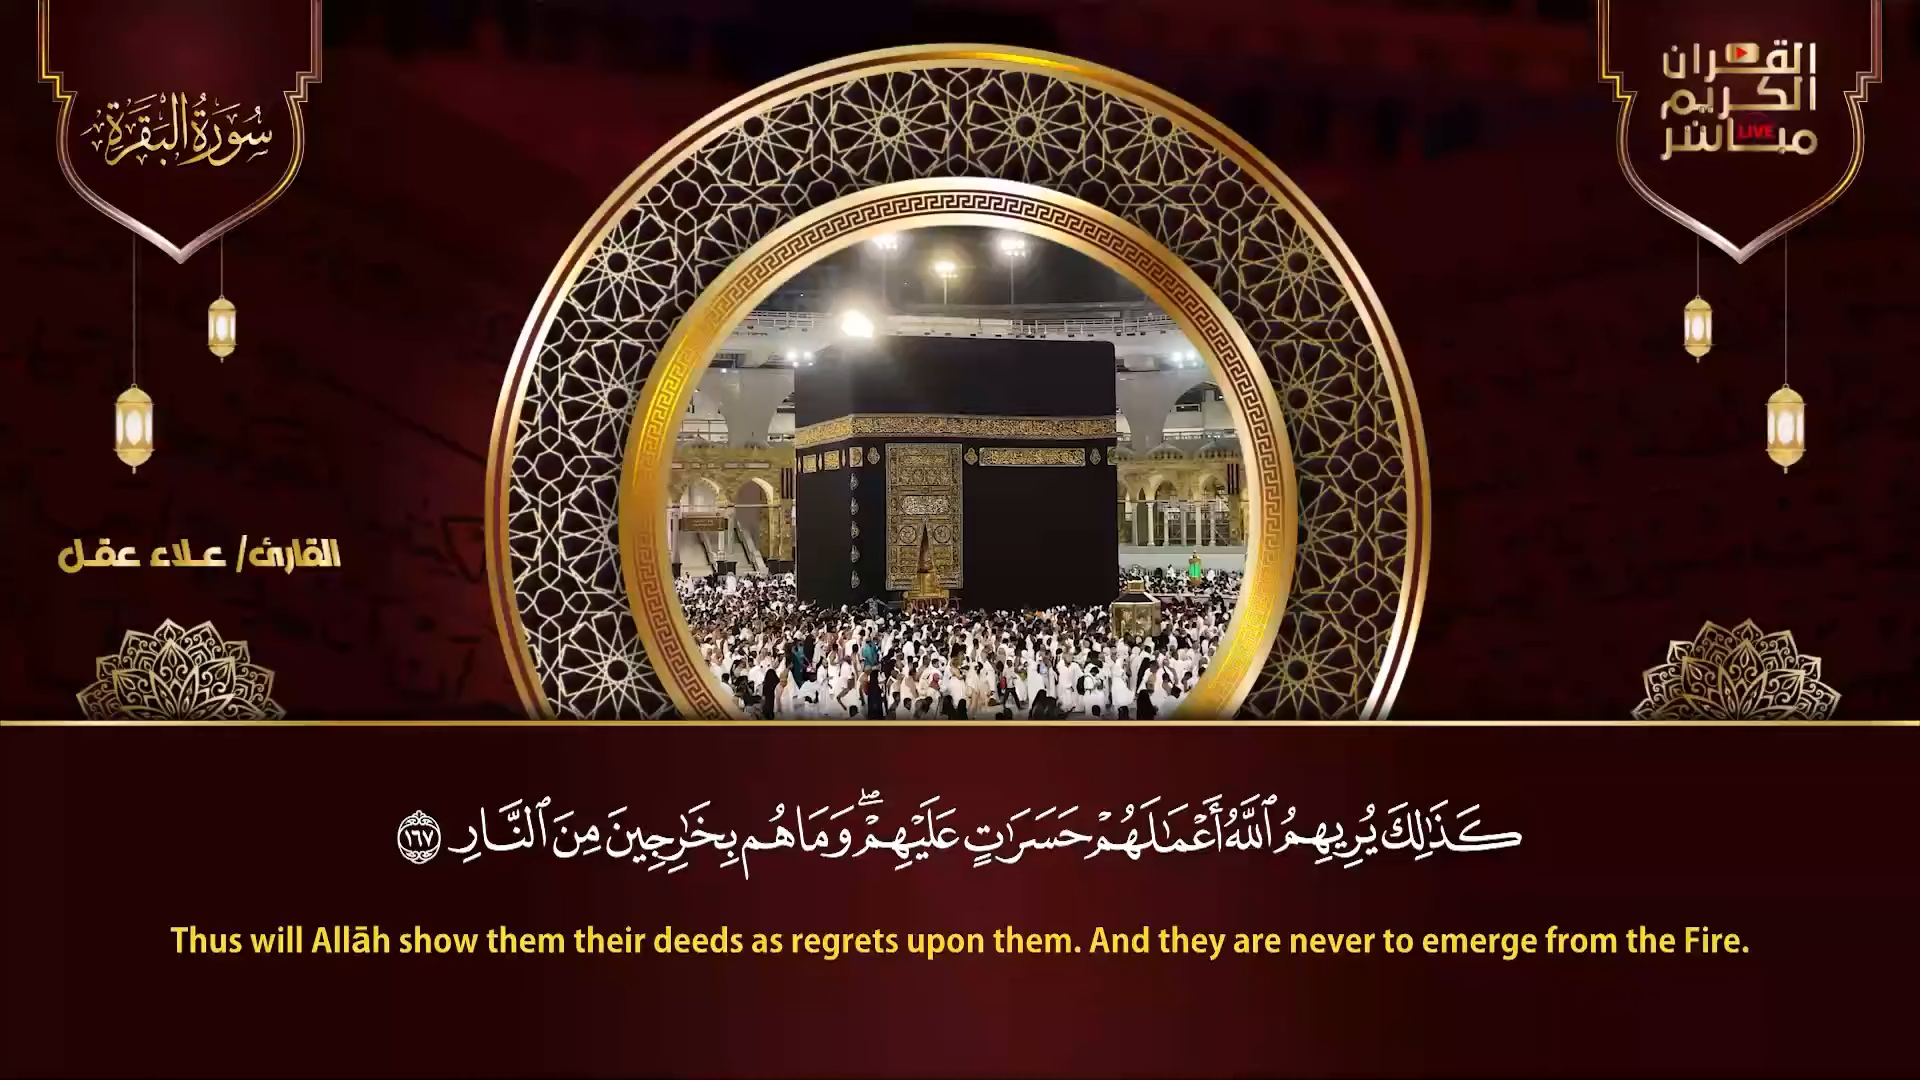 سُورَةُ البَقَرَةِ
القران
الكريم
مباشر
LIVE
القارئ/ علاء عقل
كَذَٰلِكَ يُرِيهِمُ ٱللَّهُ أَعۡمَٰلَهُمۡ حَسَرَٰتٍ عَلَيۡهِمۡۖ وَمَا هُم بِخَٰرِجِينَ مِنَ ٱلنَّارِ ١٦٧
Thus will Allāh show them their deeds as regrets upon them. And they are never to emerge from the Fire.